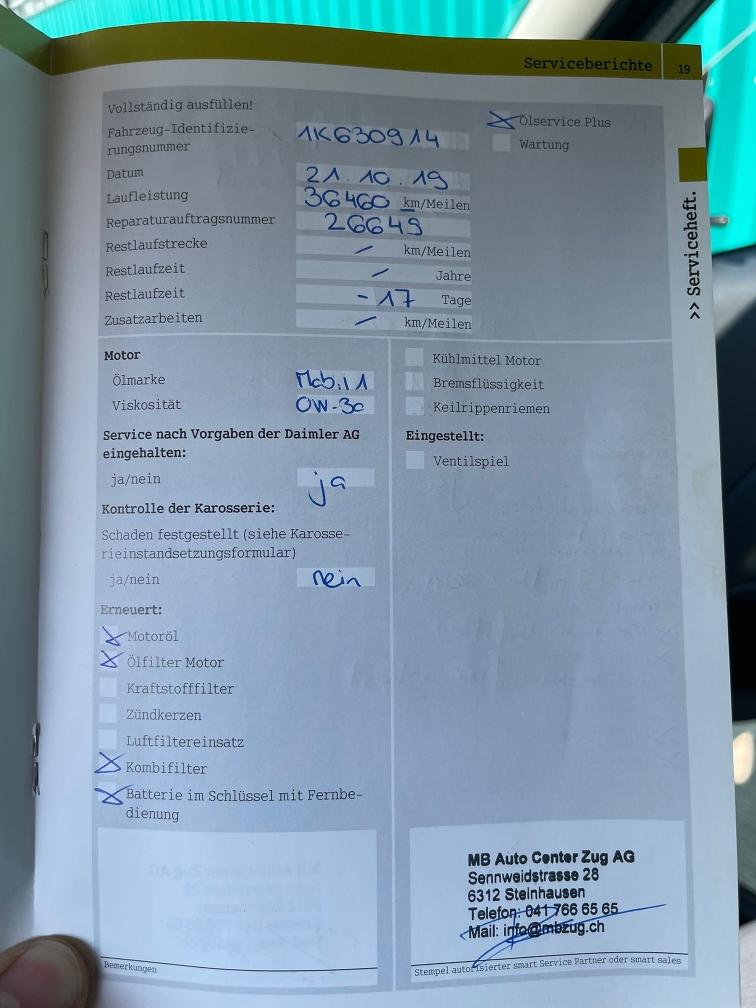 Serviceberichte 19
Vollständig ausfüllen!
Fahrzeug-Identifizie-
rungsnummer 1K630914
Datum 21.10.19
Laufleistung 36460 km/Meilen
Reparaturauftragsnummer 26649
Restlaufstrecke – km/Meilen
Restlaufzeit – Jahre
Restlaufzeit -17 Tage
Zusatzarbeiten – km/Meilen
Ölservice Plus
Wartung
>> Serviceheft.
Motor
Ölmarke Mobil 1
Viskosität 0W-30
Service nach Vorgaben der Daimler AG
eingehalten:
ja/nein ja
Kontrolle der Karosserie:
Schaden festgestellt (siehe Karosse-
rieinstandsetzungsformular)
ja/nein nein
Erneuert:
Motoröl
Ölfilter Motor
Kraftstofffilter
Zündkerzen
Luftfiltereinsatz
Kombifilter
Batterie im Schlüssel mit Fernbe-
dienung
Kühlmittel Motor
Bremsflüssigkeit
Keilrippenriemen
Eingestellt:
Ventilspiel
MB Auto Center Zug AG
Sennweidstrasse 28
6312 Steinhausen
Telefon: 041 766 65 65
Mail: info@mbzug.ch
Bemerkungen
Stempel autorisierter smart Service Partner oder smart sales